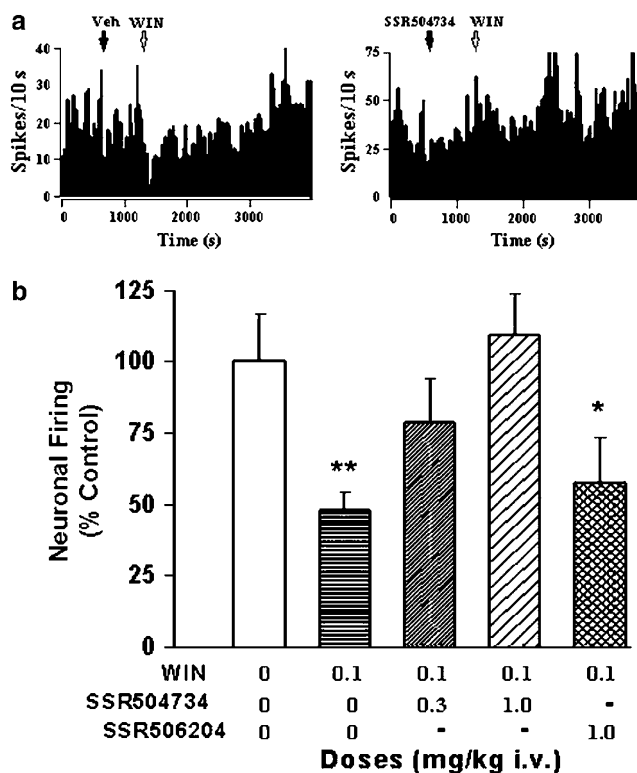 a
Veh WIN
SSR504734 WIN
Spikes/10 s
40
30
20
10
0
0 1000 2000 3000
Time (s)
Spikes/10 s
75
50
25
0
0 1000 2000 3000
Time (s)
b
Neuronal Firing
(% Control)
125
100
75
50
25
0
**
*
WIN 0 0.1 0.1 0.1 0.1
SSR504734 0 0 0.3 1.0 -
SSR506204 0 0 - - 1.0
Doses (mg/kg i.v.)